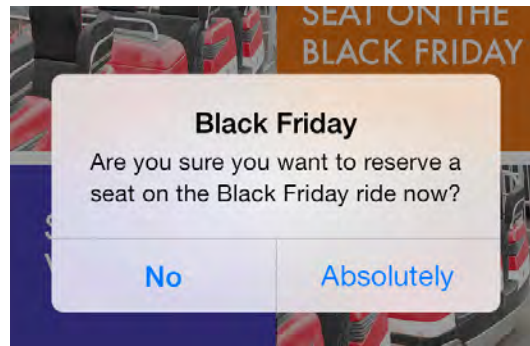 SEAT ON THE
BLACK FRIDAY
Black Friday
Are you sure you want to reserve a
seat on the Black Friday ride now?
No
Absolutely